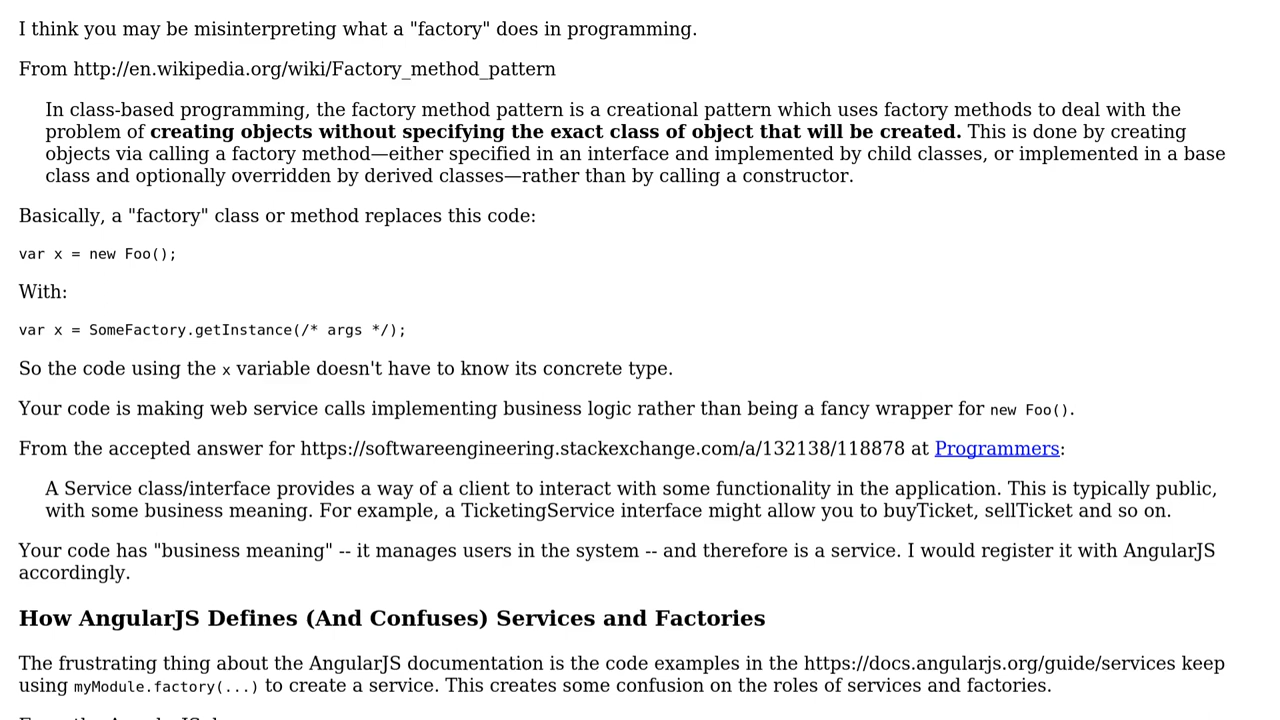 I think you may be misinterpreting what a "factory" does in programming.
From http://en.wikipedia.org/wiki/Factory_method_pattern
In class-based programming, the factory method pattern is a creational pattern which uses factory methods to deal with the
problem of creating objects without specifying the exact class of object that will be created. This is done by creating
objects via calling a factory method—either specified in an interface and implemented by child classes, or implemented in a base
class and optionally overridden by derived classes—rather than by calling a constructor.
Basically, a "factory" class or method replaces this code:
var x = new Foo();
With:
var x = SomeFactory.getInstance(/* args */);
So the code using the x variable doesn't have to know its concrete type.
Your code is making web service calls implementing business logic rather than being a fancy wrapper for new Foo().
From the accepted answer for https://softwareengineering.stackexchange.com/a/132138/118878 at Programmers:
A Service class/interface provides a way of a client to interact with some functionality in the application. This is typically public,
with some business meaning. For example, a TicketingService interface might allow you to buyTicket, sellTicket and so on.
Your code has "business meaning" -- it manages users in the system -- and therefore is a service. I would register it with AngularJS
accordingly.
How AngularJS Defines (And Confuses) Services and Factories
The frustrating thing about the AngularJS documentation is the code examples in the https://docs.angularjs.org/guide/services keep
using myModule.factory(...) to create a service. This creates some confusion on the roles of services and factories.